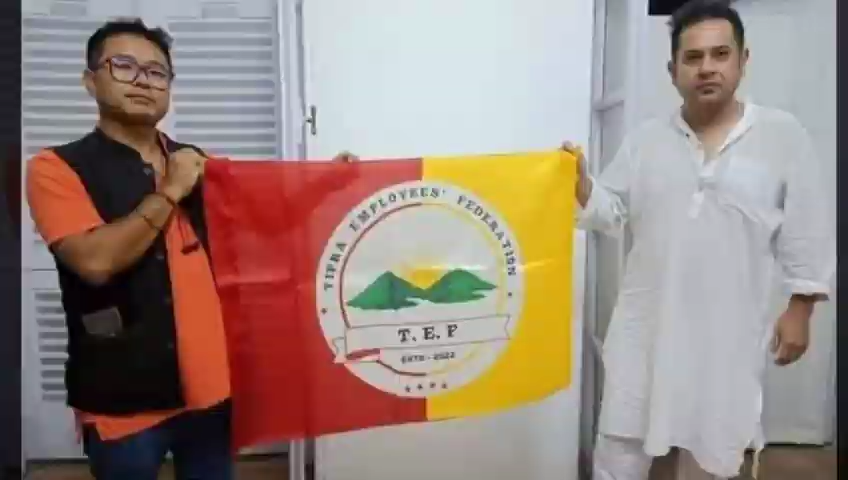 TIPRA EMPLOYEES' FEDERATION
T. E. F
ESTD - 2022